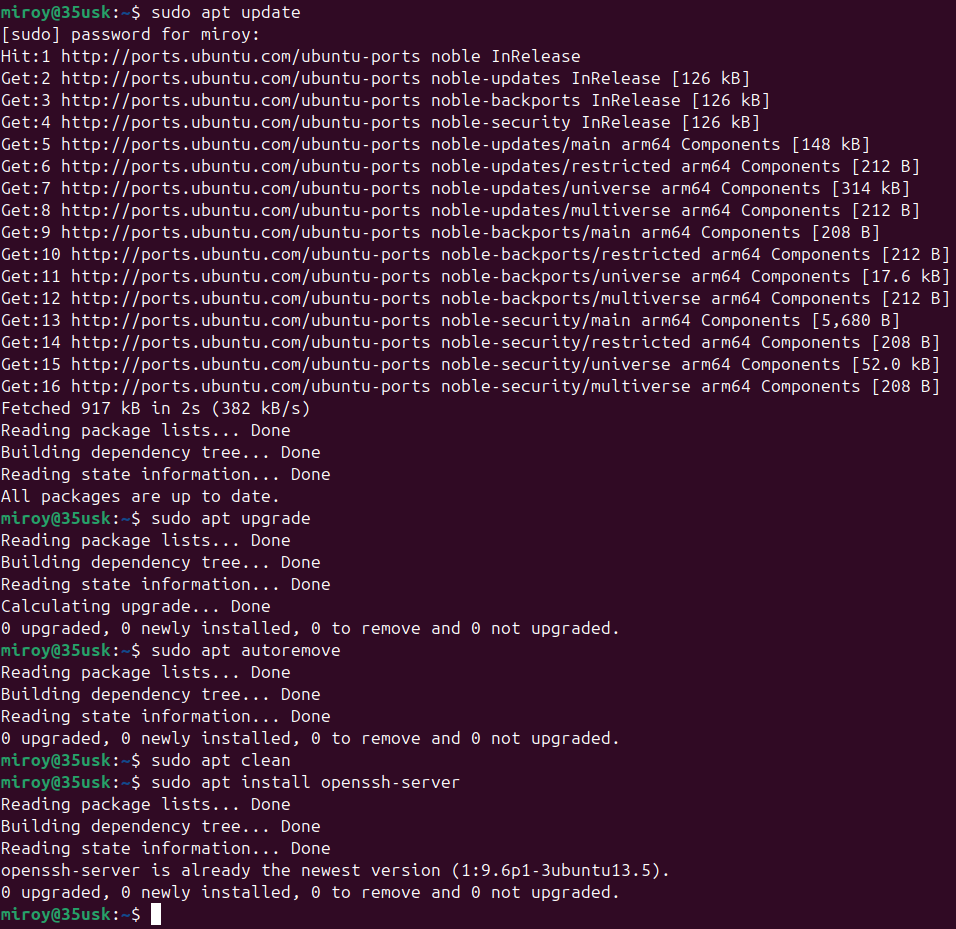 miroy@35usk:~$ sudo apt update
[sudo] password for miroy:
Hit:1 http://ports.ubuntu.com/ubuntu-ports noble InRelease
Get:2 http://ports.ubuntu.com/ubuntu-ports noble-updates InRelease [126 kB]
Get:3 http://ports.ubuntu.com/ubuntu-ports noble-backports InRelease [126 kB]
Get:4 http://ports.ubuntu.com/ubuntu-ports noble-security InRelease [126 kB]
Get:5 http://ports.ubuntu.com/ubuntu-ports noble-updates/main arm64 Components [148 kB]
Get:6 http://ports.ubuntu.com/ubuntu-ports noble-updates/restricted arm64 Components [212 B]
Get:7 http://ports.ubuntu.com/ubuntu-ports noble-updates/universe arm64 Components [314 kB]
Get:8 http://ports.ubuntu.com/ubuntu-ports noble-updates/multiverse arm64 Components [212 B]
Get:9 http://ports.ubuntu.com/ubuntu-ports noble-backports/main arm64 Components [208 B]
Get:10 http://ports.ubuntu.com/ubuntu-ports noble-backports/restricted arm64 Components [212 B]
Get:11 http://ports.ubuntu.com/ubuntu-ports noble-backports/universe arm64 Components [17.6 kB]
Get:12 http://ports.ubuntu.com/ubuntu-ports noble-backports/multiverse arm64 Components [212 B]
Get:13 http://ports.ubuntu.com/ubuntu-ports noble-security/main arm64 Components [5,680 B]
Get:14 http://ports.ubuntu.com/ubuntu-ports noble-security/restricted arm64 Components [208 B]
Get:15 http://ports.ubuntu.com/ubuntu-ports noble-security/universe arm64 Components [52.0 kB]
Get:16 http://ports.ubuntu.com/ubuntu-ports noble-security/multiverse arm64 Components [208 B]
Fetched 917 kB in 2s (382 kB/s)
Reading package lists... Done
Building dependency tree... Done
Reading state information... Done
All packages are up to date.
miroy@35usk:~$ sudo apt upgrade
Reading package lists... Done
Building dependency tree... Done
Reading state information... Done
Calculating upgrade... Done
0 upgraded, 0 newly installed, 0 to remove and 0 not upgraded.
miroy@35usk:~$ sudo apt autoremove
Reading package lists... Done
Building dependency tree... Done
Reading state information... Done
0 upgraded, 0 newly installed, 0 to remove and 0 not upgraded.
miroy@35usk:~$ sudo apt clean
miroy@35usk:~$ sudo apt install openssh-server
Reading package lists... Done
Building dependency tree... Done
Reading state information... Done
openssh-server is already the newest version (1:9.6p1-3ubuntu13.5).
0 upgraded, 0 newly installed, 0 to remove and 0 not upgraded.
miroy@35usk:~$